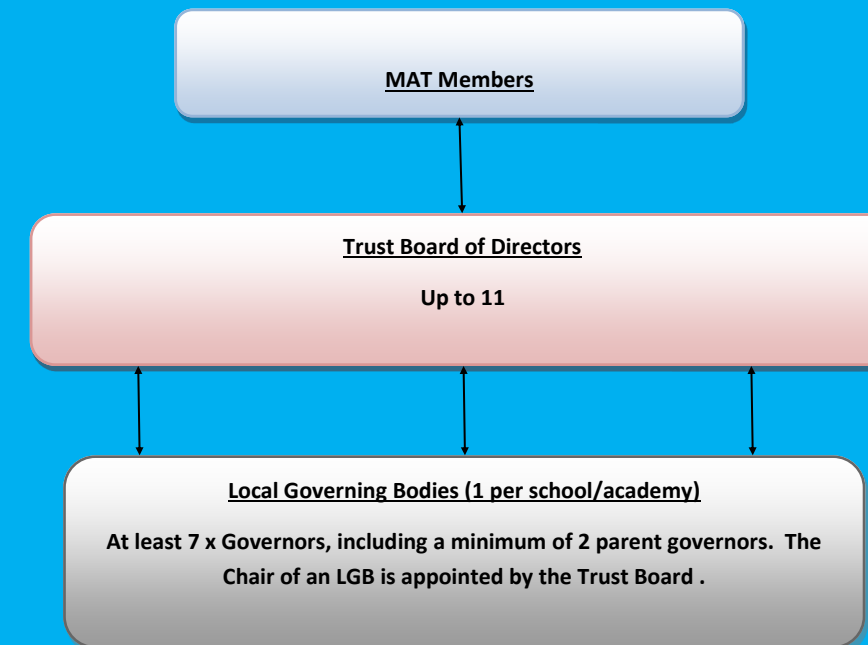 MAT Members
Trust Board of Directors
Up to 11
Local Governing Bodies (1 per school/academy)
At least 7 x Governors, including a minimum of 2 parent governors.  The
Chair of an LGB is appointed by the Trust Board .